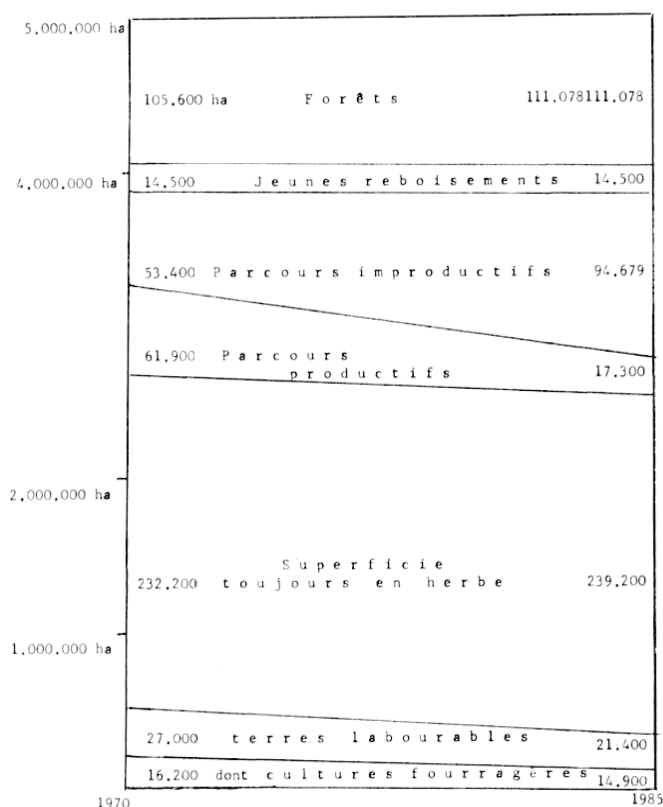 5.000.000 ha
105.600 ha Forêts 111.078111.078
4.000.000 ha
14.500 Jeunes reboisements 14.500
53.400 Parcours improductifs 94.679
61.900 Parcours
productifs 17.300
2.000.000 ha
Superficie
232.200 toujours en herbe 239.200
1.000.000 ha
27.000 terres labourables 21.400
16.200 dont cultures fourragères 14.900
1970 1985